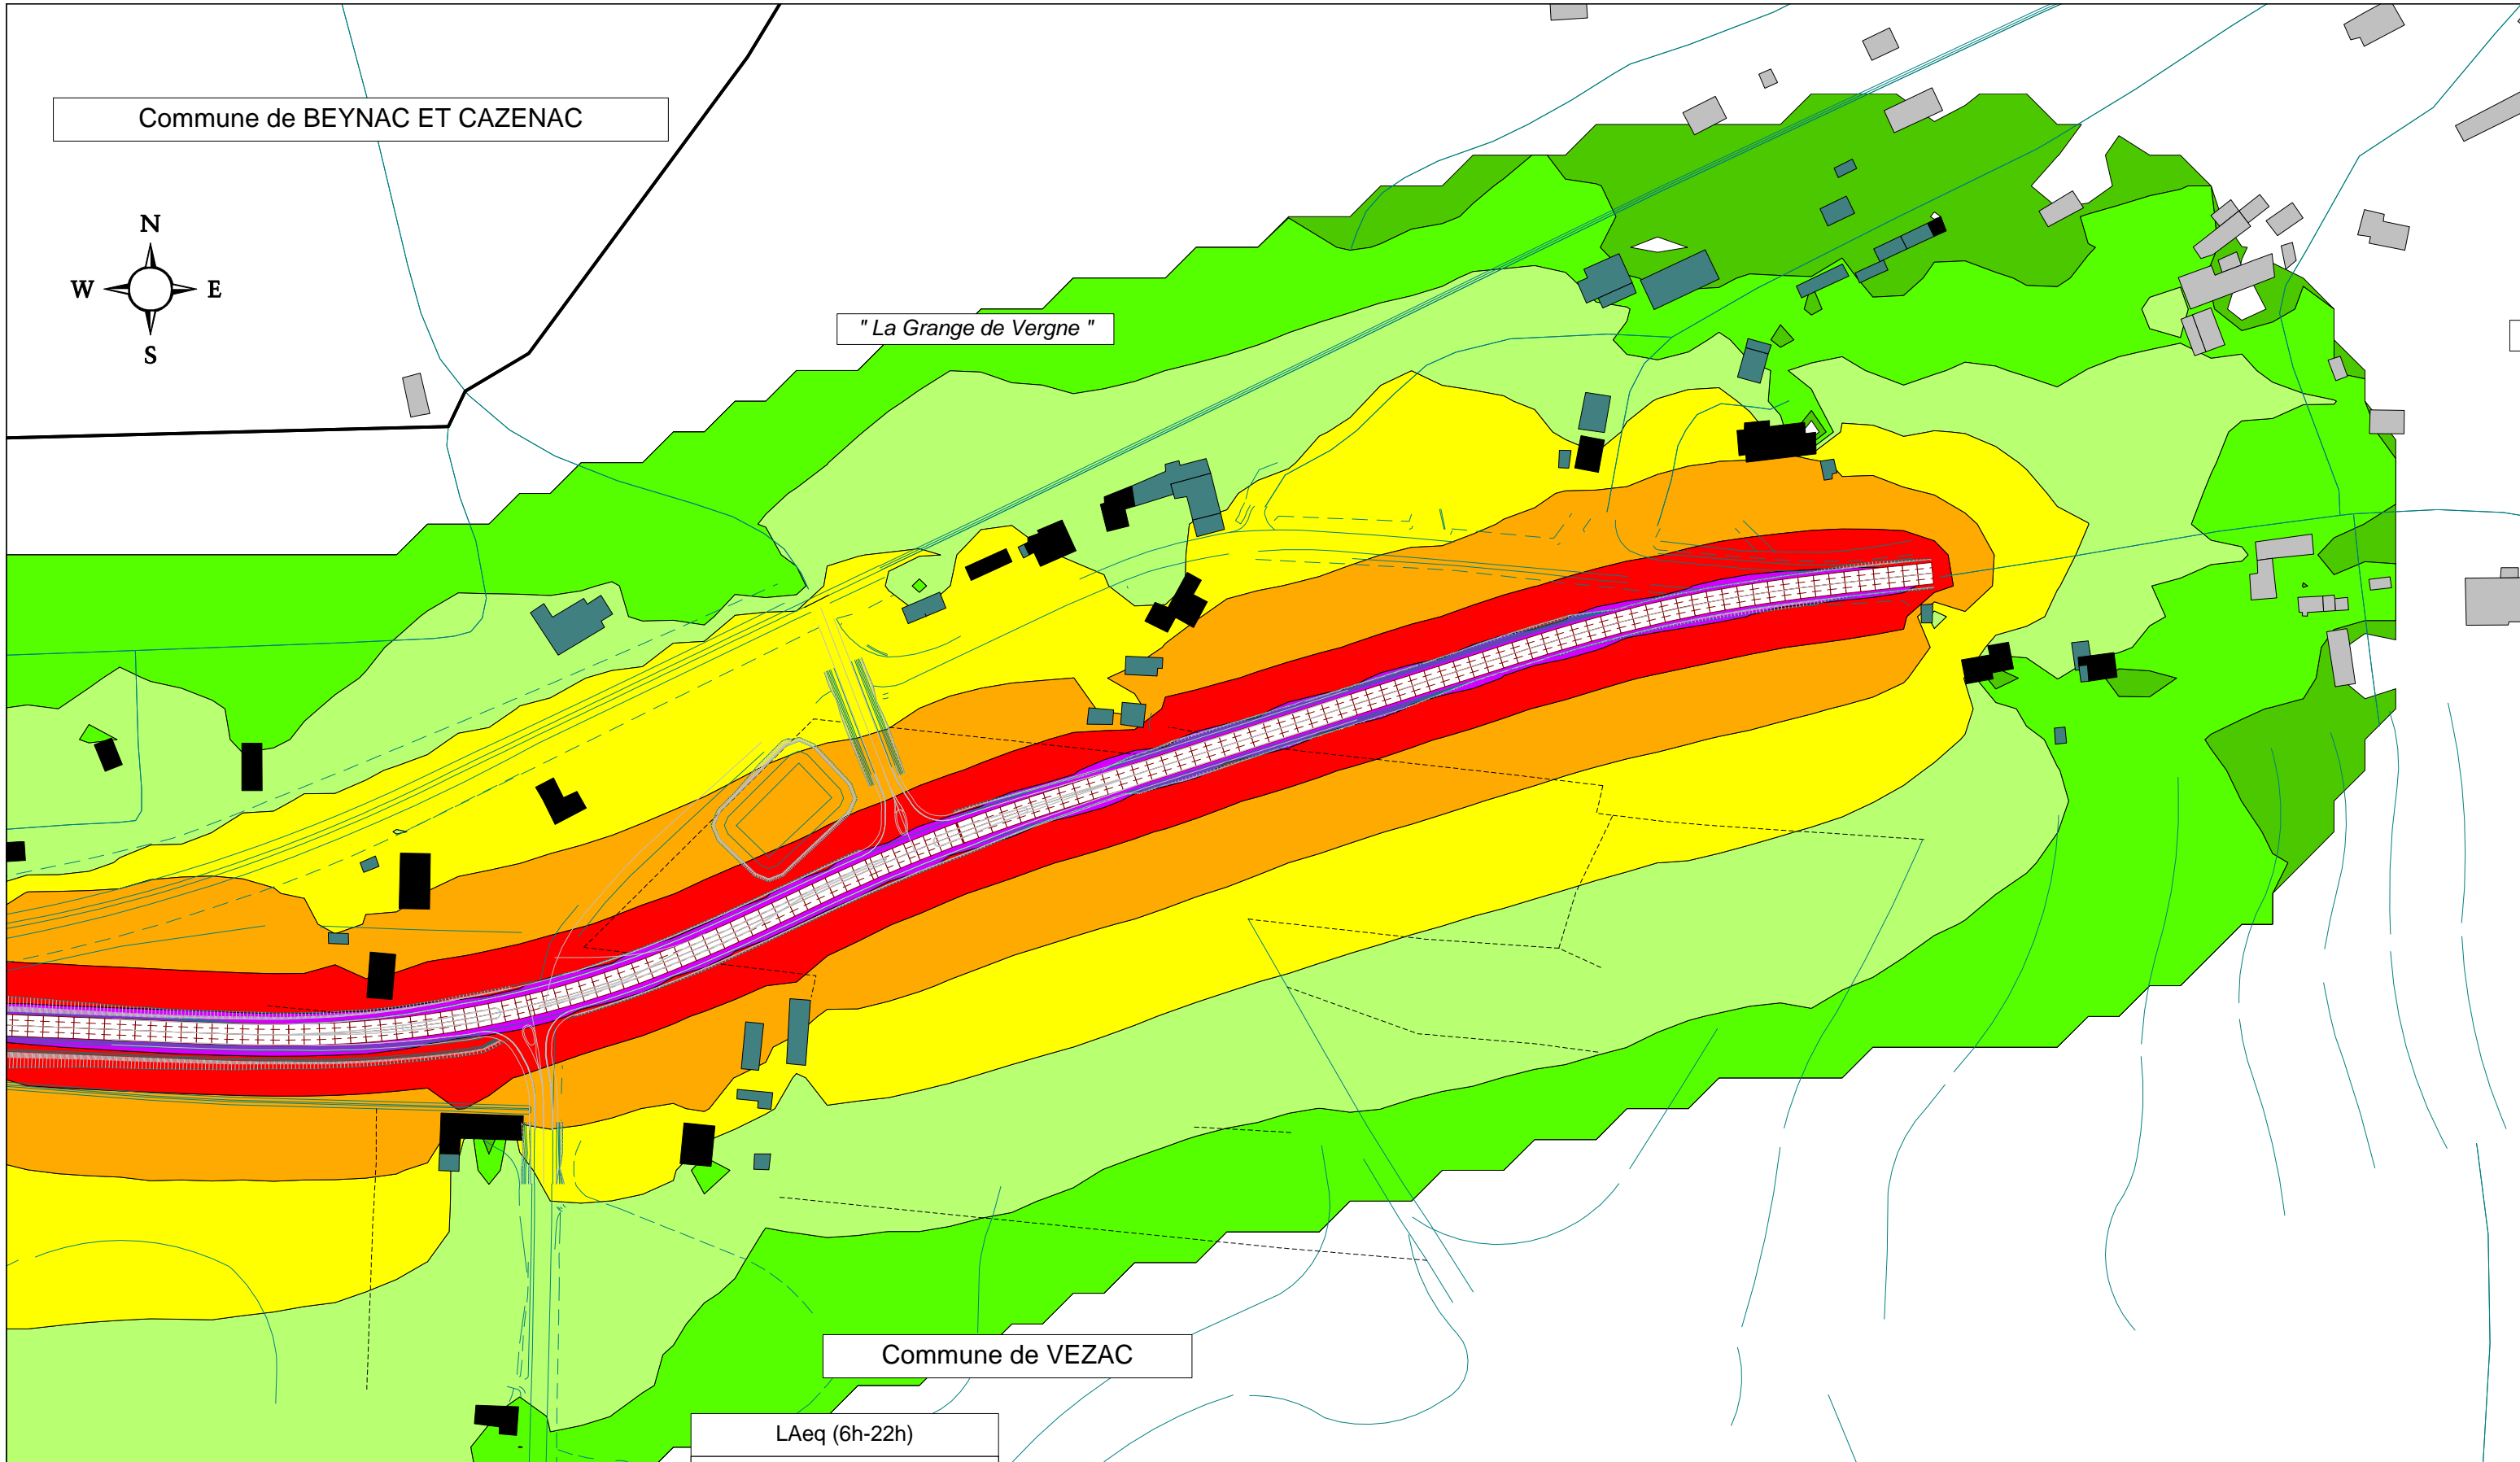 Commune de BEYNAC ET CAZENAC
N
W E
S
" La Grange de Vergne "
Commune de VEZAC
LAeq (6h-22h)